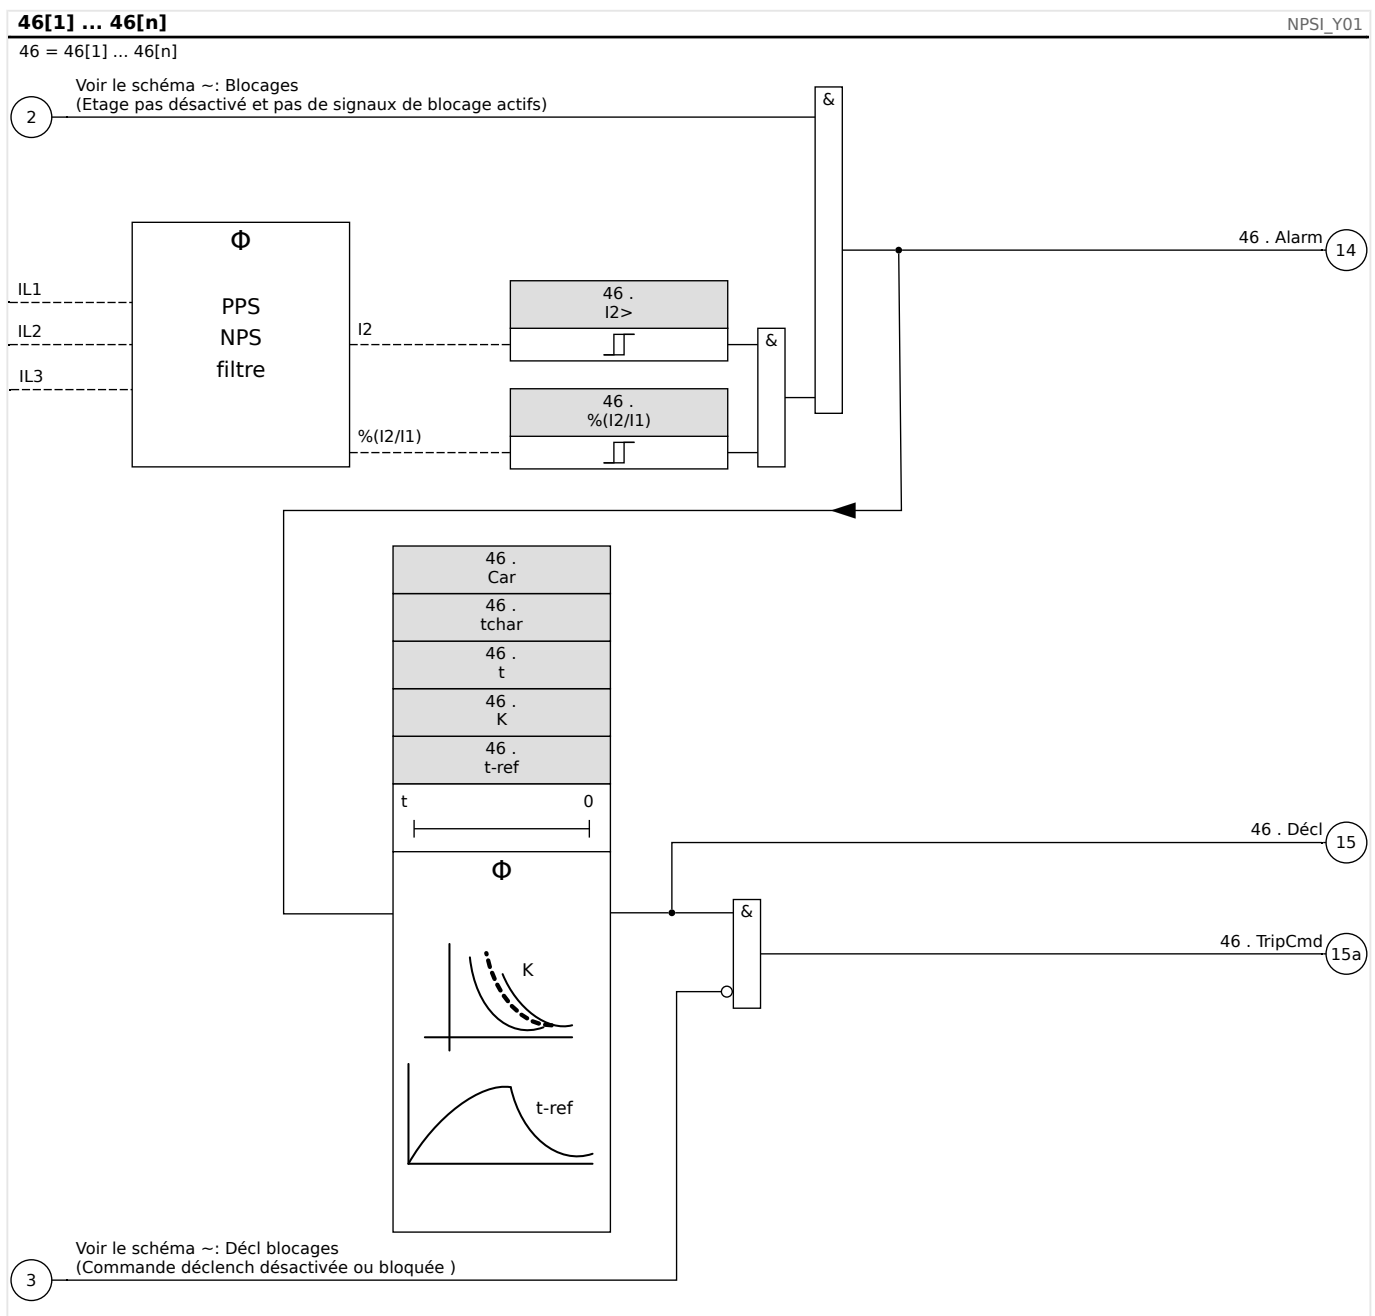 46[1] ... 46[n]
NPSI_Y01
46 = 46[1] ... 46[n]
Voir le schéma ~: Blocages
(Etage pas désactivé et pas de signaux de blocage actifs)
2
&
Φ
PPS
NPS
filtre
IL1
IL2
IL3
I2
%(I2/I1)
46 .
I2>
46 .
%(I2/I1)
&
46 . Alarm
14
46 .
Car
46 .
tchar
46 .
t
46 .
K
46 .
t-ref
t
0
Φ
K
t-ref
46 . Décl
15
&
46 . TripCmd
15a
Voir le schéma ~: Décl blocages
(Commande déclench désactivée ou bloquée )
3